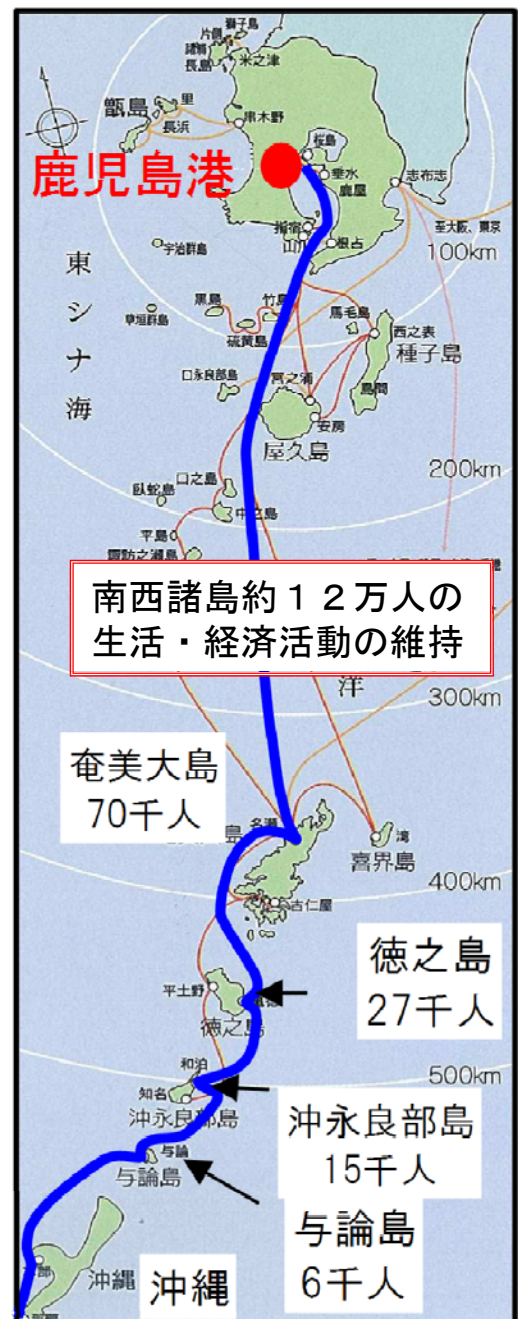 獅子島
片側
諸浦
長島
米之津
甑島
里
長浜
串木野
桜島
鹿児島港
垂水
鹿屋
志布志
至大阪、東京
指宿
山川
根占
100km
宇治群島
東シナ海
黒島
竹島
硫黄島
草垣群島
馬毛島
西之表
種子島
口永良部島
宮之浦
島間
安房
屋久島
200km
口之島
臥蛇島
中之島
平島
諏訪之瀬島
南西諸島約12万人の
生活・経済活動の維持
洋
300km
奄美大島
70千人
島
名瀬
湾
喜界島
400km
古仁屋
徳之島
27千人
平土野
徳之島
500km
和泊
知名
沖永良部島
沖永良部島
15千人
与論
与論島
与論島
6千人
沖縄
沖縄
部